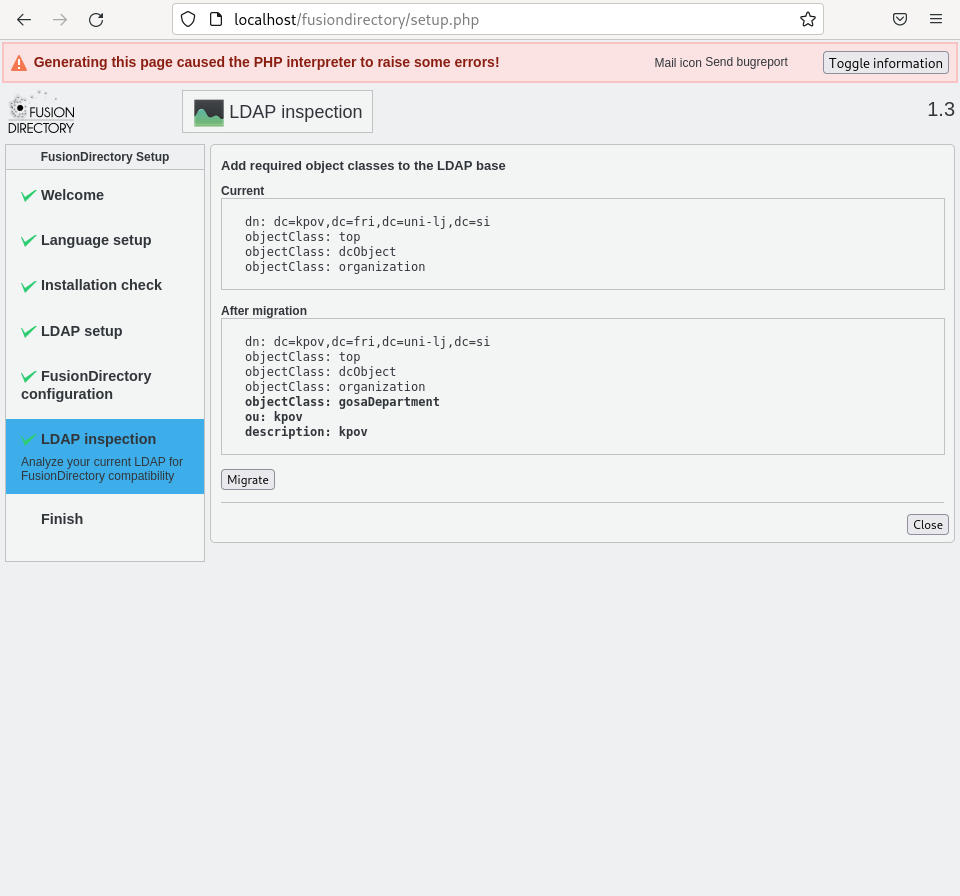 localhost/fusiondirectory/setup.php
Generating this page caused the PHP interpreter to raise some errors!
Mail icon Send bugreport
Toggle information
FUSION
DIRECTORY
LDAP inspection
1.3
FusionDirectory Setup
Welcome
Language setup
Installation check
LDAP setup
FusionDirectory
configuration
LDAP inspection
Analyze your current LDAP for
FusionDirectory compatibility
Finish
Add required object classes to the LDAP base
Current
dn: dc=kpov,dc=fri,dc=uni-lj,dc=si
objectClass: top
objectClass: dcObject
objectClass: organization
After migration
dn: dc=kpov,dc=fri,dc=uni-lj,dc=si
objectClass: top
objectClass: dcObject
objectClass: organization
objectClass: gosaDepartment
ou: kpov
description: kpov
Migrate
Close